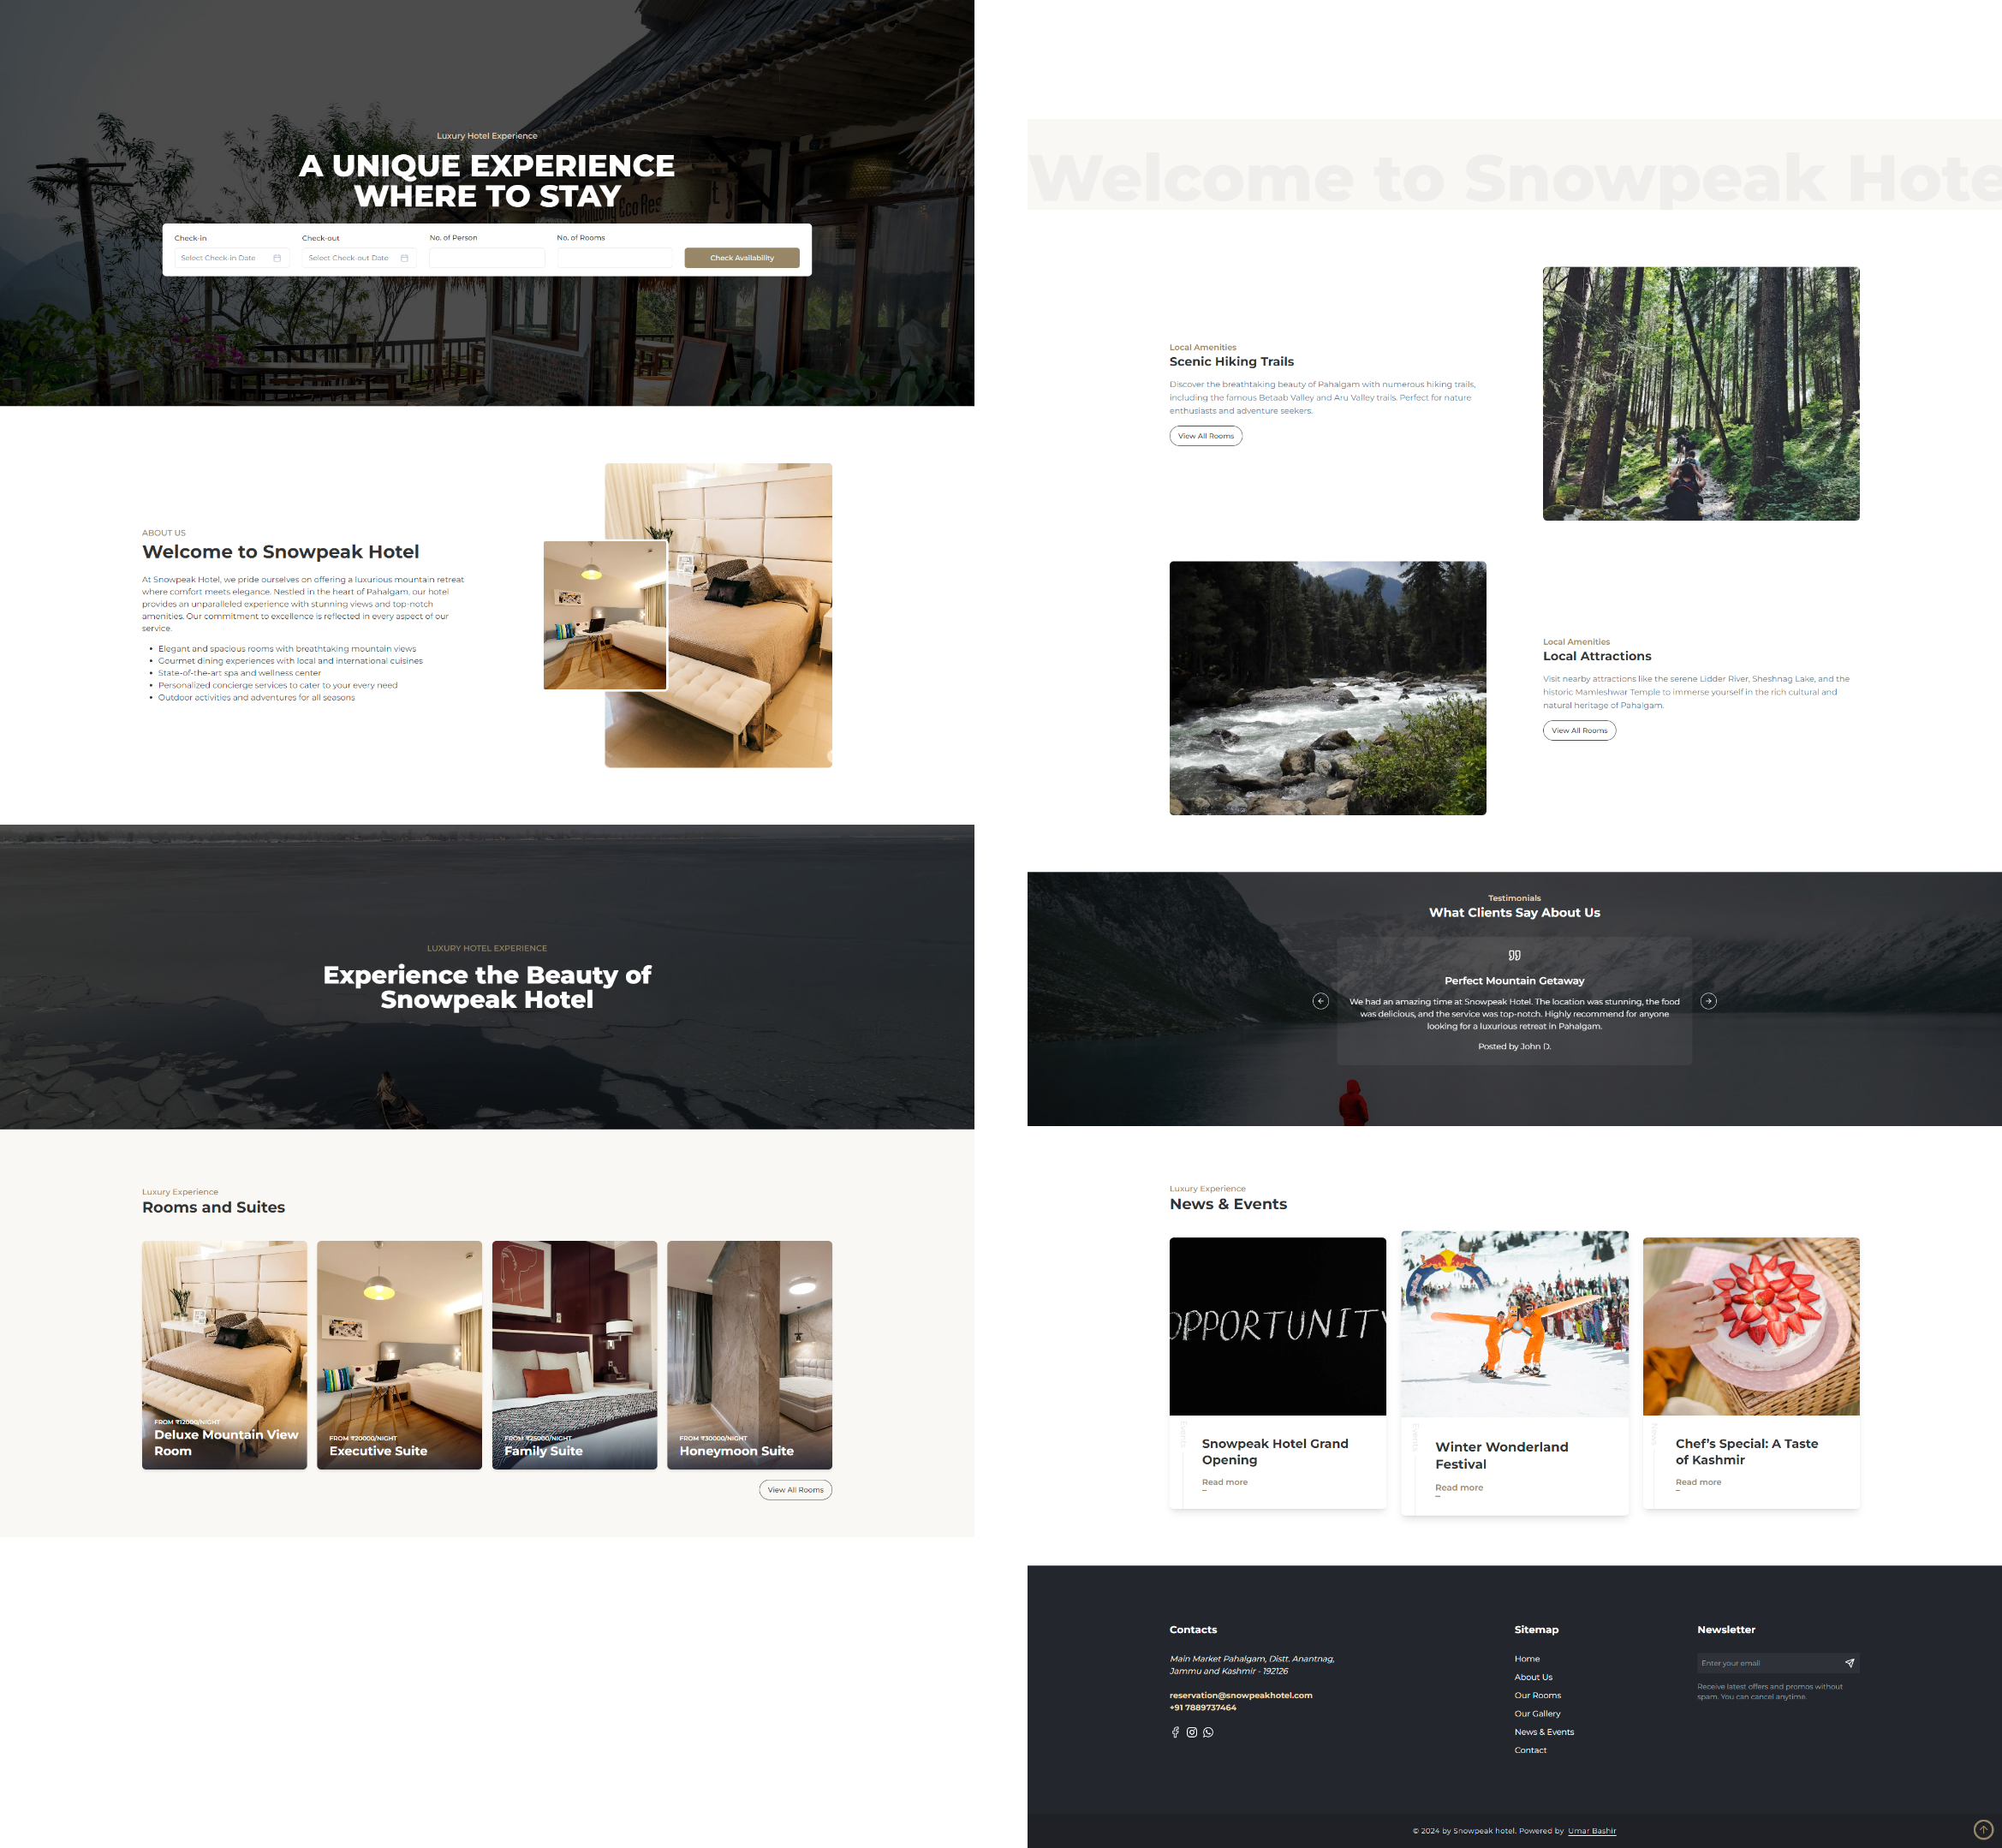 Luxury Hotel Experience
A UNIQUE EXPERIENCE
WHERE TO STAY
Check-in
Check-out
No. of Person
No. of Rooms
Select Check-in Date
Select Check-out Date
Check Availability
ABOUT US
Welcome to Snowpeak Hotel
At Snowpeak Hotel, we pride ourselves on offering a luxurious mountain retreat
where comfort meets elegance. Nestled in the heart of Pahalgam, our hotel
provides an unparalleled experience with stunning views and top-notch
amenities. Our commitment to excellence is reflected in every aspect of our
service.
• Elegant and spacious rooms with breathtaking mountain views
• Gourmet dining experiences with local and international cuisines
• State-of-the-art spa and wellness center
• Personalized concierge services to cater to your every need
• Outdoor activities and adventures for all seasons
LUXURY HOTEL EXPERIENCE
Experience the Beauty of
Snowpeak Hotel
Luxury Experience
Rooms and Suites
FROM ₹12000/NIGHT
Deluxe Mountain View
Room
FROM ₹20000/NIGHT
Executive Suite
FROM ₹25000/NIGHT
Family Suite
FROM ₹30000/NIGHT
Honeymoon Suite
View All Rooms
Welcome to Snowpeak Hote
Local Amenities
Scenic Hiking Trails
Discover the breathtaking beauty of Pahalgam with numerous hiking trails,
including the famous Betaab Valley and Aru Valley trails. Perfect for nature
enthusiasts and adventure seekers.
View All Rooms
Local Amenities
Local Attractions
Visit nearby attractions like the serene Lidder River, Sheshnag Lake, and the
historic Mamleshwar Temple to immerse yourself in the rich cultural and
natural heritage of Pahalgam.
View All Rooms
Testimonials
What Clients Say About Us
Perfect Mountain Getaway
We had an amazing time at Snowpeak Hotel. The location was stunning, the food
was delicious, and the service was top-notch. Highly recommend for anyone
looking for a luxurious retreat in Pahalgam.
Posted by John D.
Luxury Experience
News & Events
OPPORTUNITY
Events
Snowpeak Hotel Grand
Opening
Read more
Red Bull
Events
Winter Wonderland
Festival
Read more
News
Chef's Special: A Taste
of Kashmir
Read more
Contacts
Main Market Pahalgam, Distt. Anantnag,
Jammu and Kashmir - 192126
reservation@snowpeakhotel.com
+91 7889737464
Sitemap
Home
About Us
Our Rooms
Our Gallery
News & Events
Contact
Newsletter
Enter your email
Receive latest offers and promos without
spam. You can cancel anytime.
© 2024 by Snowpeak hotel. Powered by Umar Bashir